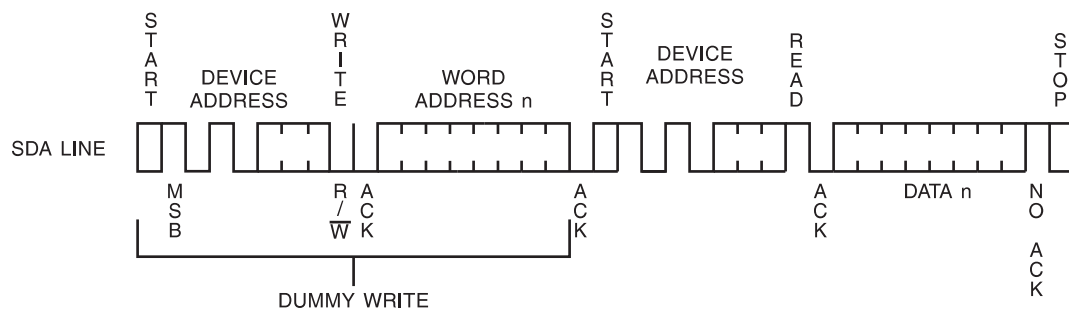 START
WRITE
START
READ
STOP
DEVICE
ADDRESS
WORD
ADDRESS n
DEVICE
ADDRESS
SDA LINE
MSB
R/W
ACK
ACK
ACK
DATA n
NO ACK
DUMMY WRITE